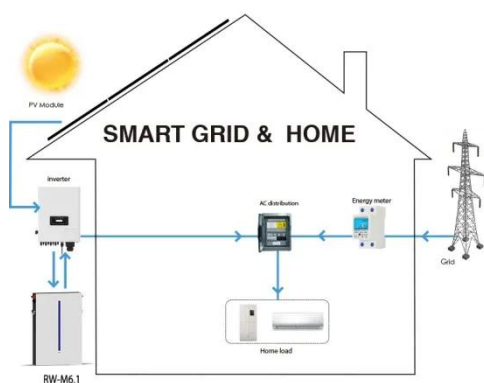 PV Module
SMART GRID & HOME
Inverter
AC distribution
Energy meter
Grid
Home load
RW-M6.1